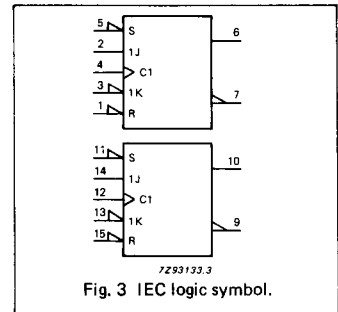 5 S 6
2 1J
4 C1
3 1K 7
1 R
11 S 10
14 1J
12 C1
13 1K 9
15 R
7Z93133.3
Fig. 3 IEC logic symbol.